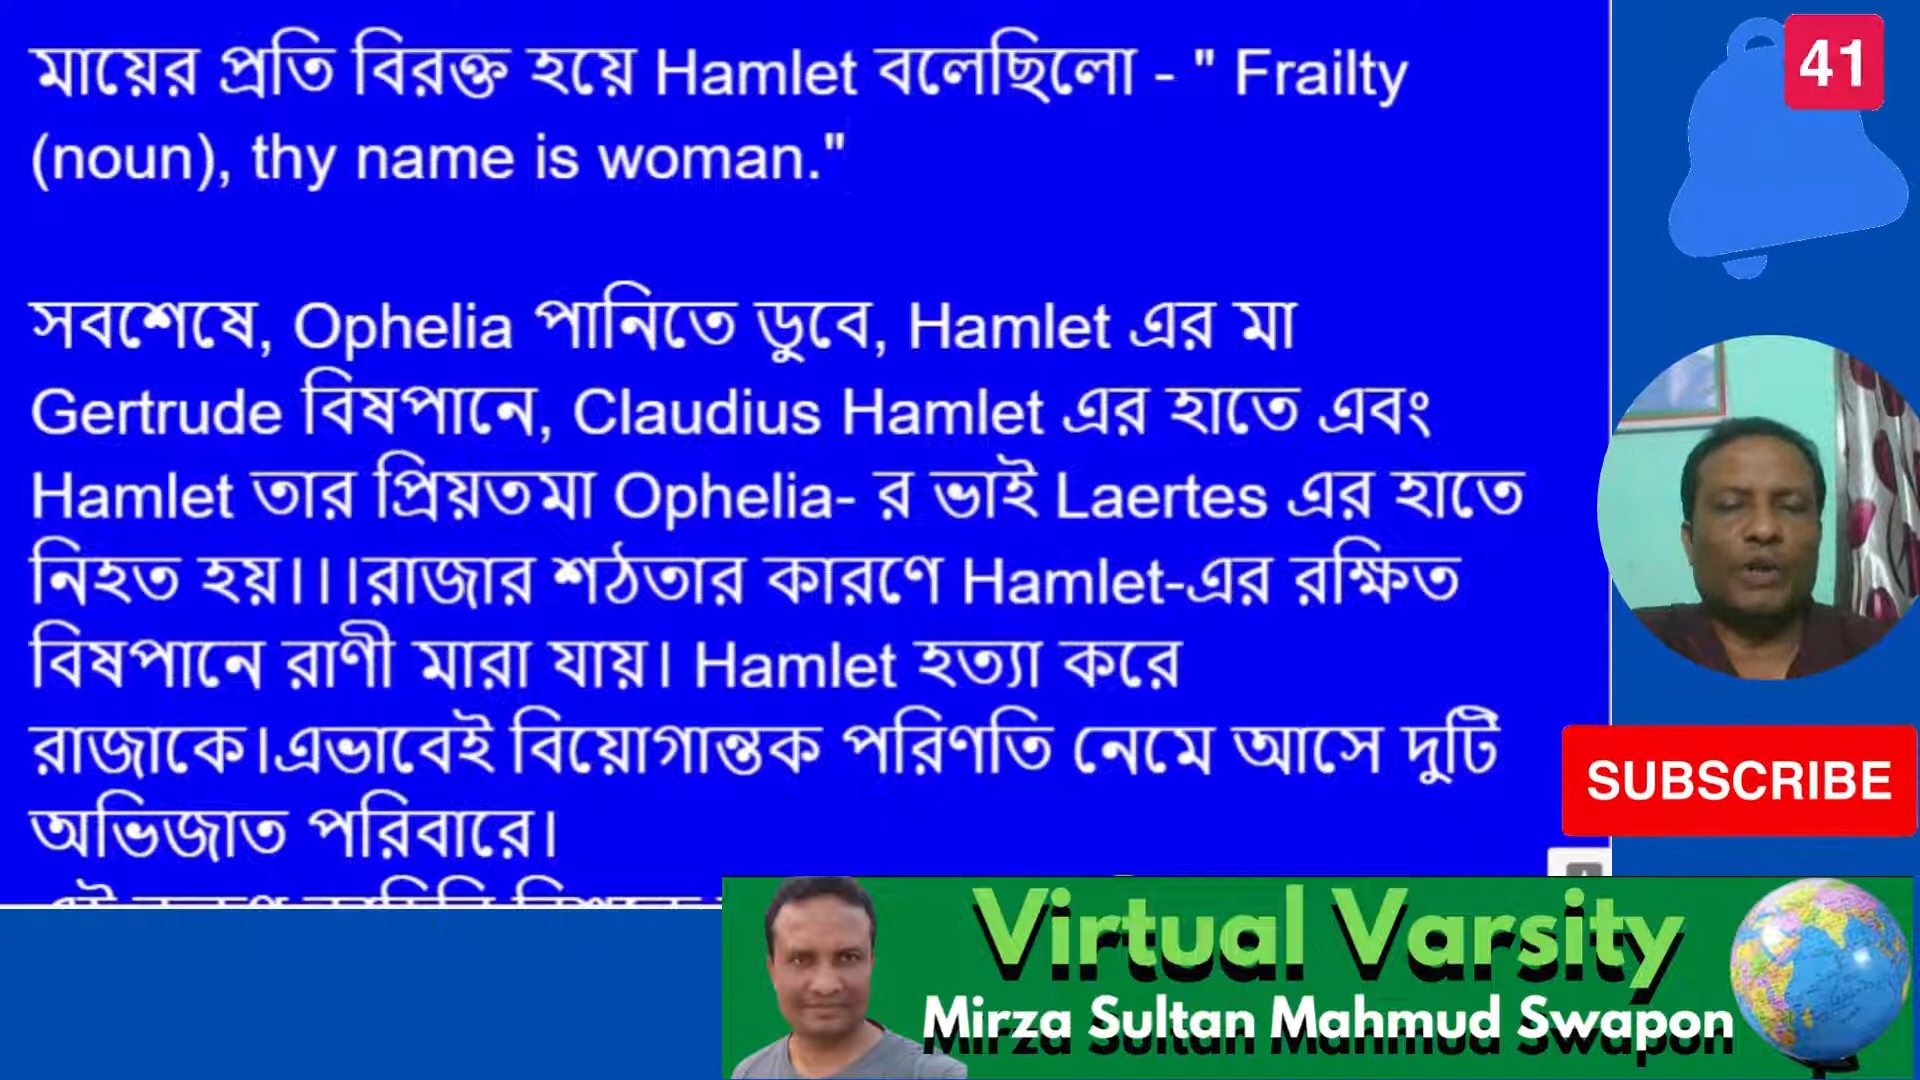 মায়ের প্রতি বিরক্ত হয়ে Hamlet বলেছিলো - " Frailty
(noun), thy name is woman."
সবশেষে, Ophelia পানিতে ডুবে, Hamlet এর মা
Gertrude বিষপানে, Claudius Hamlet এর হাতে এবং
Hamlet তার প্রিয়তমা Ophelia- র ভাই Laertes এর হাতে
নিহত হয়।।।রাজার শঠতার কারণে Hamlet-এর রক্ষিত
বিষপানে রাণী মারা যায়। Hamlet হত্যা করে
রাজাকে।এভাবেই বিয়োগান্তক পরিণতি নেমে আসে দুটি
অভিজাত পরিবারে।
41
SUBSCRIBE
Virtual Varsity
Mirza Sultan Mahmud Swapon